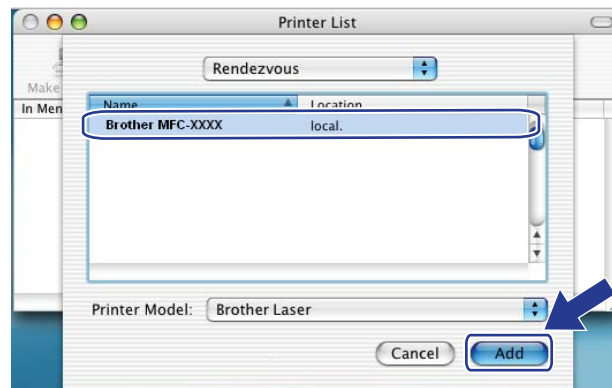 Printer List
Make
In Men
Rendezvous
Name Location
Brother MFC-XXXX local.
Printer Model: Brother Laser
Cancel Add